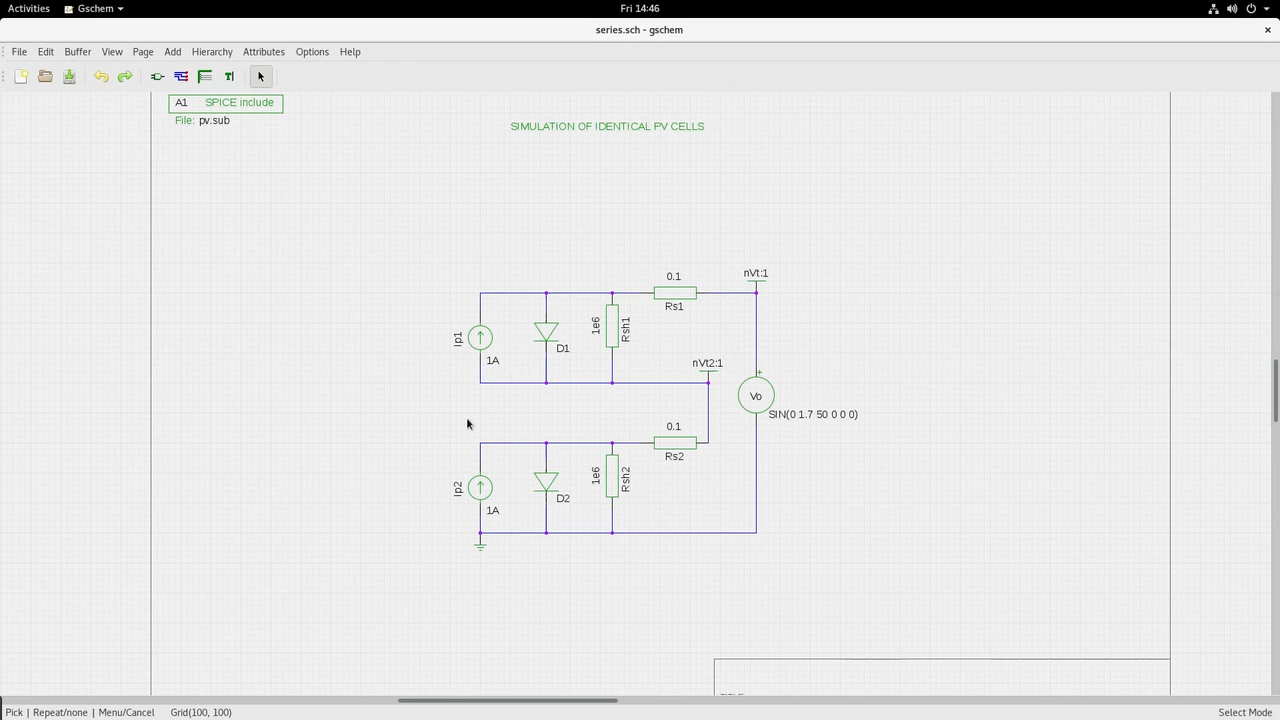 Activities Gschem Fri 14:46
series.sch - gschem
File Edit Buffer View Page Add Hierarchy Attributes Options Help
A1 SPICE include
File: pv.sub
SIMULATION OF IDENTICAL PV CELLS
0.1
nVt:1
Rs1
Ip1
1e6
Rsh1
D1
1A
nVt2:1
+
Vo
SIN(0 1.7 50 0 0 0)
0.1
Rs2
Ip2
1e6
Rsh2
D2
1A
Pick | Repeat/none | Menu/Cancel Grid(100, 100) Select Mode